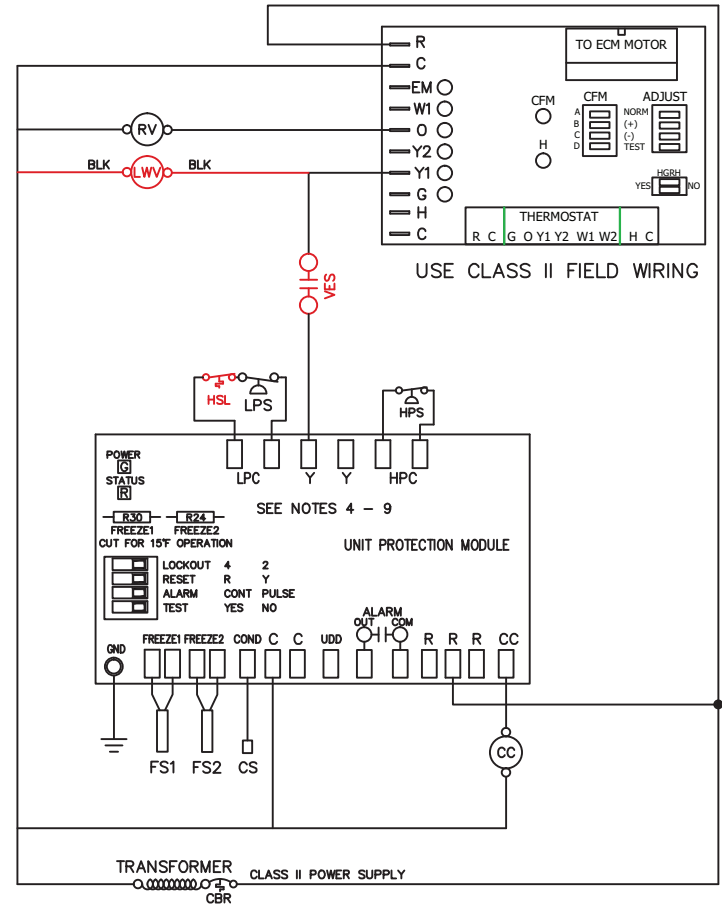 R
C
EM
W1
O
Y2
Y1
G
H
C
TO ECM MOTOR
CFM
H
CFM
A
B
C
D
ADJUST
NORM
(+)
(-)
TEST
HGRH
YES NO
THERMOSTAT
R C G O Y1 Y2 W1 W2 H C
USE CLASS II FIELD WIRING
RV
BLK LWV BLK
VES
HSL LPS
HPS
LPC Y Y HPC
POWER
G
STATUS
R
SEE NOTES 4 - 9
R30 R24
FREEZE1 FREEZE2
CUT FOR 15°F OPERATION
UNIT PROTECTION MODULE
LOCKOUT 4 2
RESET R Y
ALARM CONT PULSE
TEST YES NO
ALARM
OUT COM
GND
FREEZE1 FREEZE2 COND C C UDD R R R CC
FS1 FS2 CS
CC
TRANSFORMER
CLASS II POWER SUPPLY
CBR